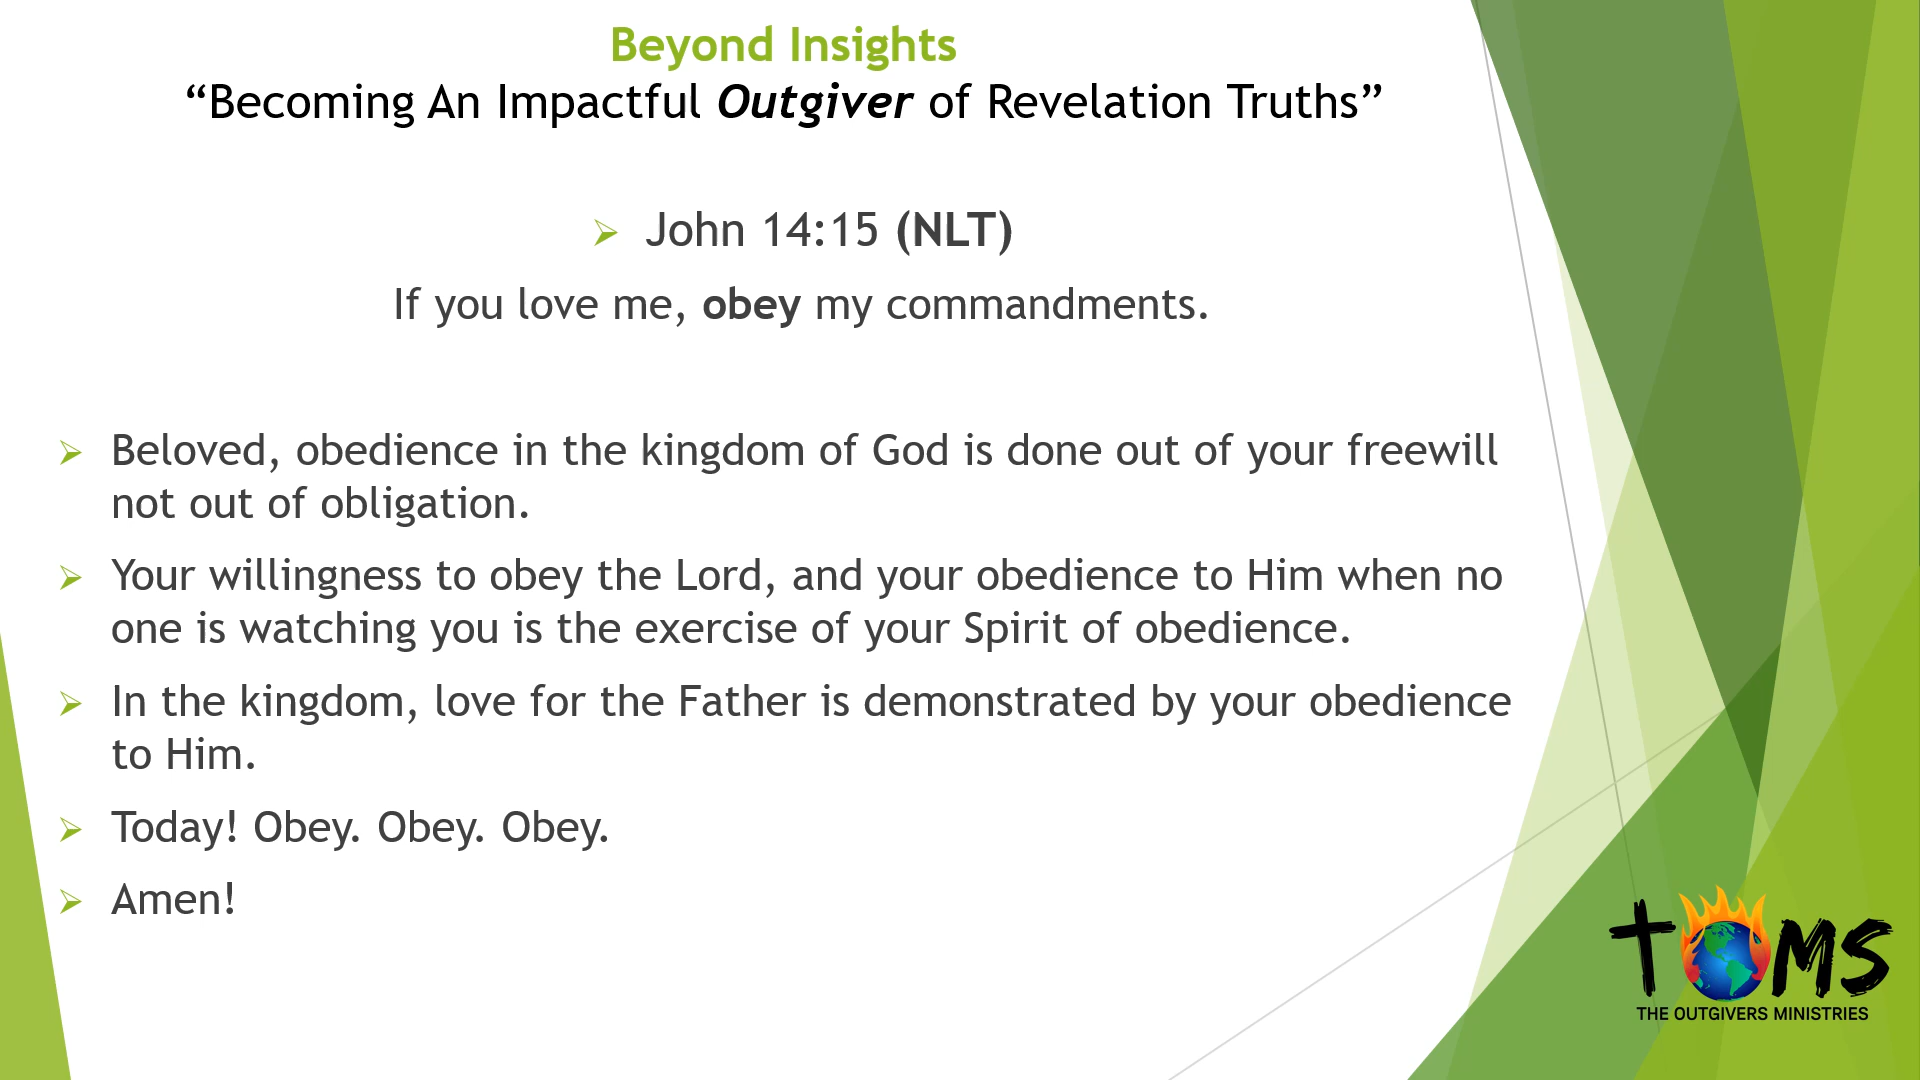 Beyond Insights
“Becoming An Impactful Outgiver of Revelation Truths”
John 14:15 (NLT)
If you love me, obey my commandments.
Beloved, obedience in the kingdom of God is done out of your freewill
not out of obligation.
Your willingness to obey the Lord, and your obedience to Him when no
one is watching you is the exercise of your Spirit of obedience.
In the kingdom, love for the Father is demonstrated by your obedience
to Him.
Today! Obey. Obey. Obey.
Amen!
TOMS
THE OUTGIVERS MINISTRIES